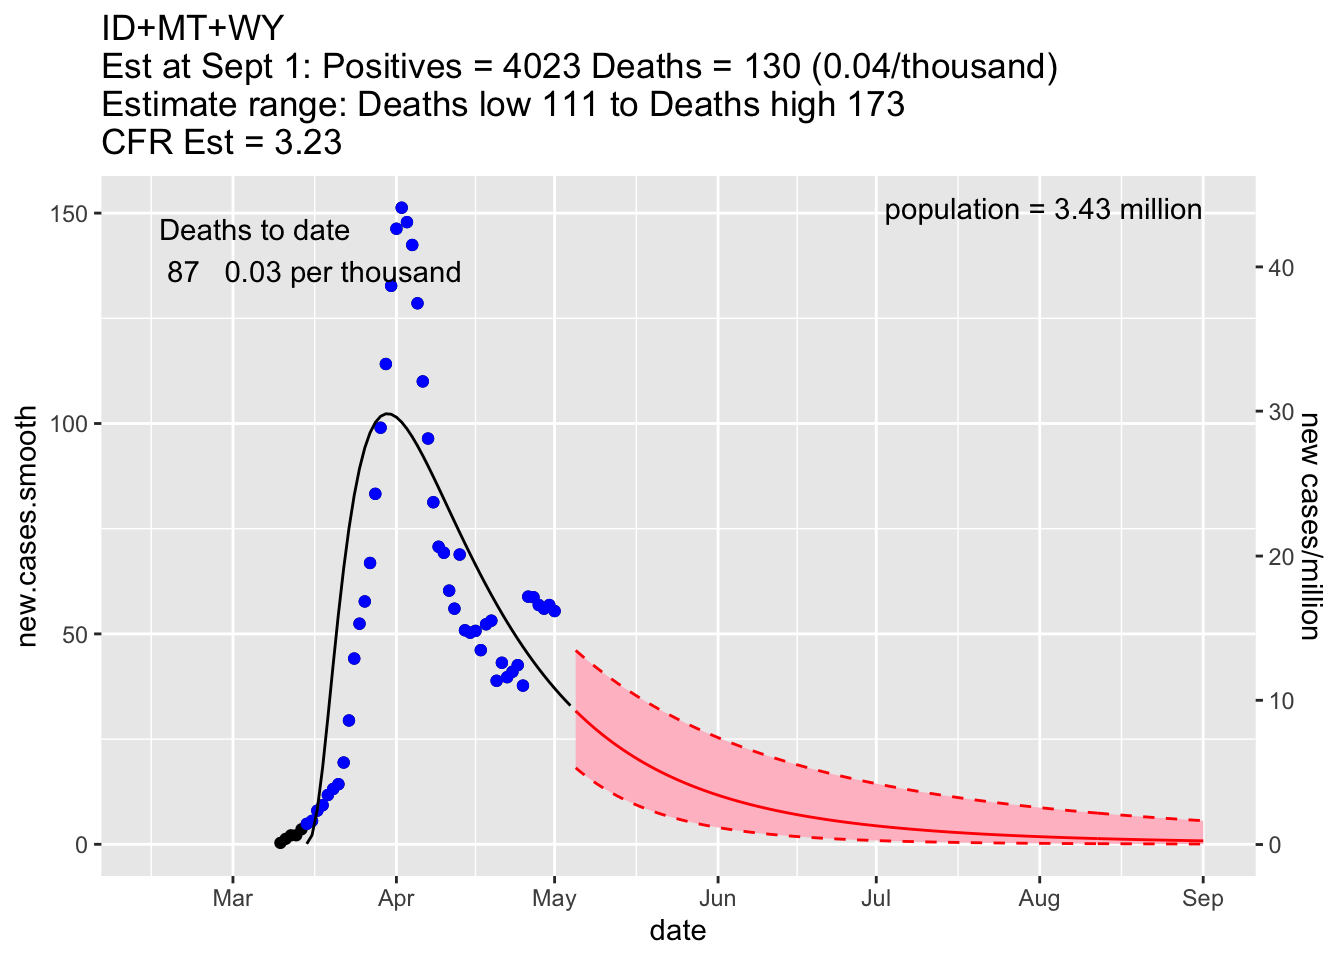 ID+MT+WY
Est at Sept 1: Positives = 4023 Deaths = 130 (0.04/thousand)
Estimate range: Deaths low 111 to Deaths high 173
CFR Est = 3.23
population = 3.43 million
Deaths to date
87 0.03 per thousand
150
100
50
0
new.cases.smooth
40
30
20
10
0
new cases/million
Mar Apr May Jun Jul Aug Sep
date